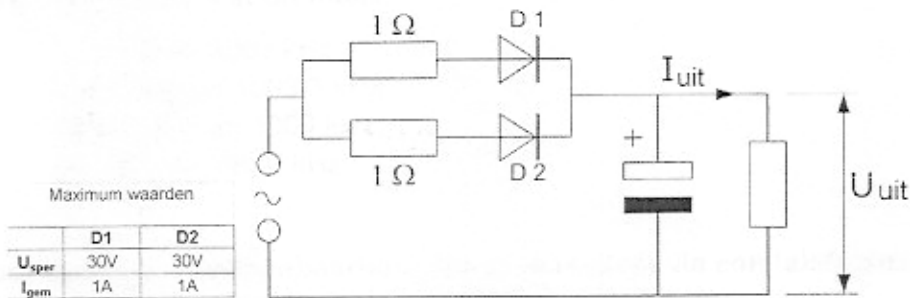 1 Ω
D 1
I uit
+
1 Ω
D 2
U uit
~
Maximum waarden
D1 D2
U sper 30V 30V
I gem 1A 1A